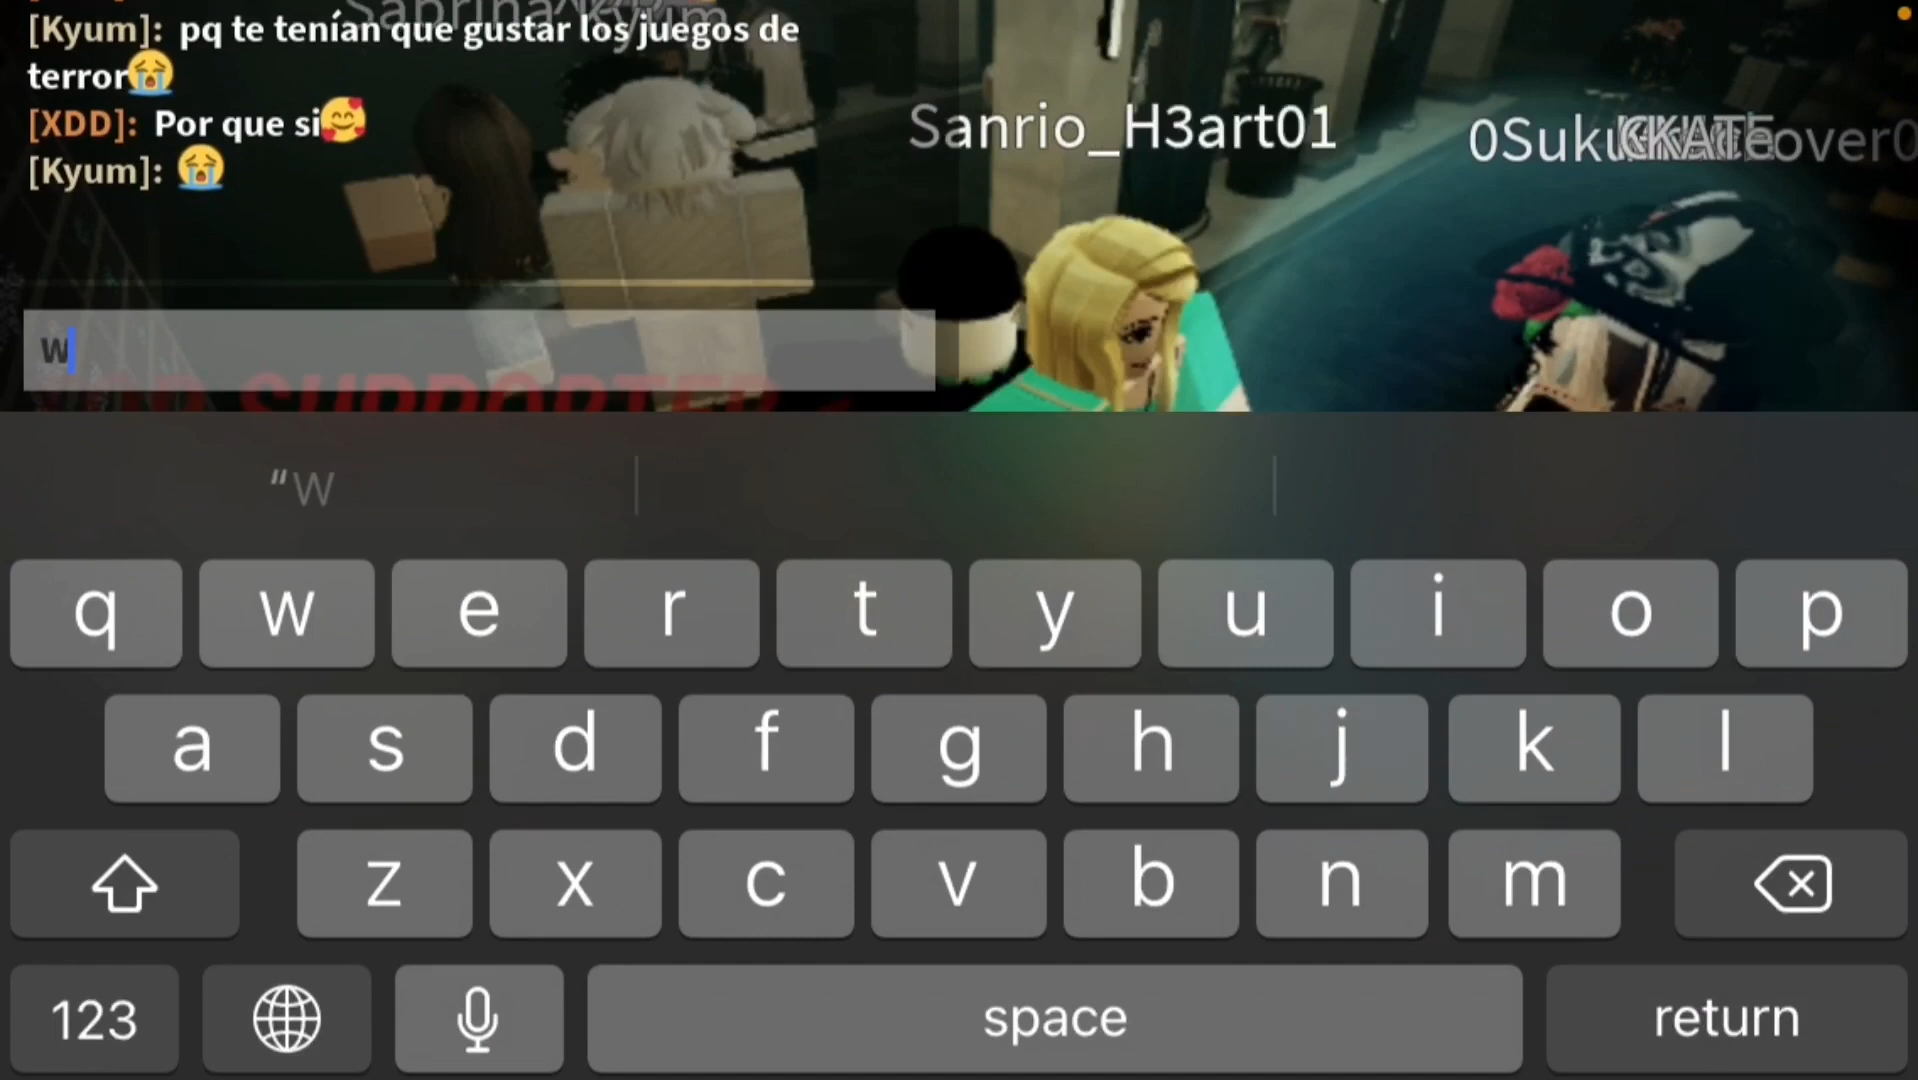 [Kyum]: pq te tenían que gustar los juegos de
terror😭
[XDD]: Por que si🥰
[Kyum]: 😭
Sanrio_H3art01
w
SUPPORTER
"w
q w e r t y u i o p
a s d f g h j k l
z x c v b n m
123 space return